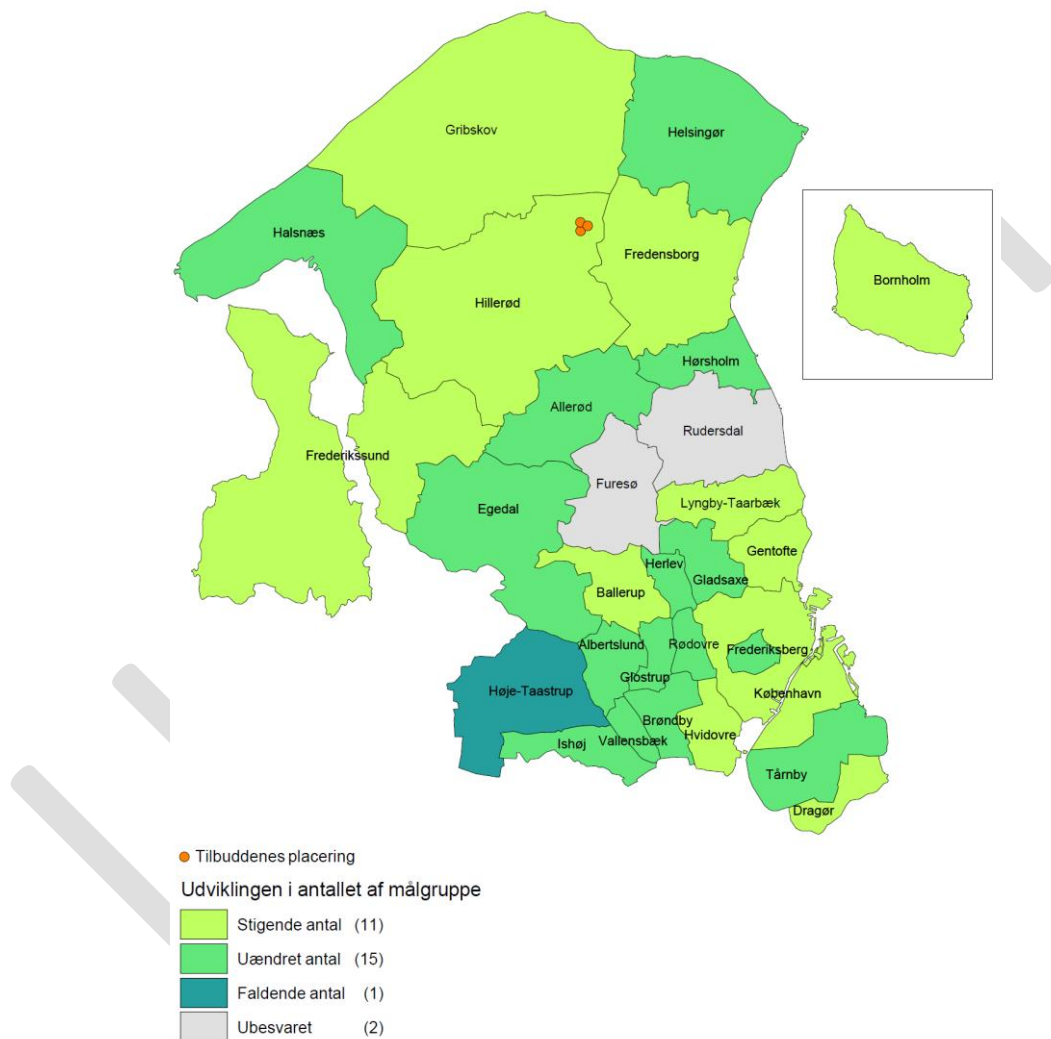 Gribskov
Helsingør
Halsnæs
Fredensborg
Bornholm
Hillerød
Hørsholm
Allerød
Rudersdal
Frederikssund
Furesø
Egedal
Lyngby-Taarbæk
Gentofte
Herlev
Gladsaxe
Ballerup
Albertslund
Rødovre
Frederiksberg
Glostrup
Høje-Taastrup
København
Brøndby
Hvidovre
Ishøj
Vallensbæk
Tårnby
Dragør
Tilbuddenes placering
Udviklingen i antallet af målgruppe
Stigende antal (11)
Uændret antal (15)
Faldende antal (1)
Ubesvaret (2)